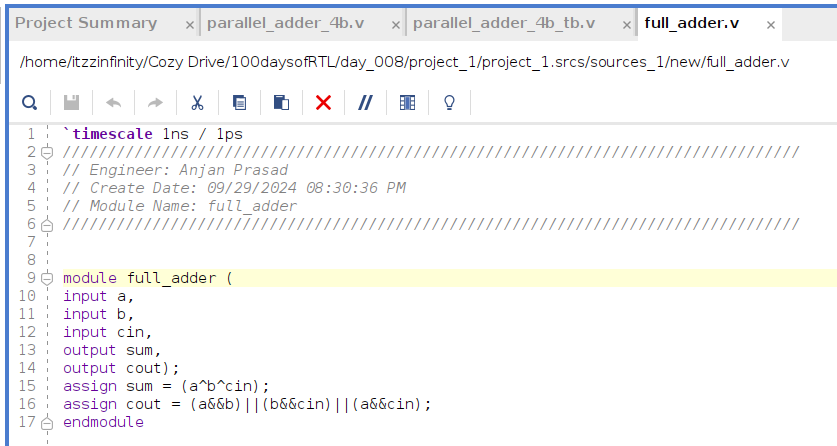 Project Summary × parallel_adder_4b.v × parallel_adder_4b_tb.v × full_adder.v ×
/home/itzzinfinity/Cozy Drive/100daysofRTL/day_008/project_1/project_1.srcs/sources_1/new/full_adder.v
1 `timescale 1ns / 1ps
2 //////////////////////////////////////////////////////////////////////////////////
3 // Engineer: Anjan Prasad
4 // Create Date: 09/29/2024 08:30:36 PM
5 // Module Name: full_adder
6 //////////////////////////////////////////////////////////////////////////////////
7
8
9 module full_adder (
10 input a,
11 input b,
12 input cin,
13 output sum,
14 output cout);
15 assign sum = (a^b^cin);
16 assign cout = (a&&b)||(b&&cin)||(a&&cin);
17 endmodule